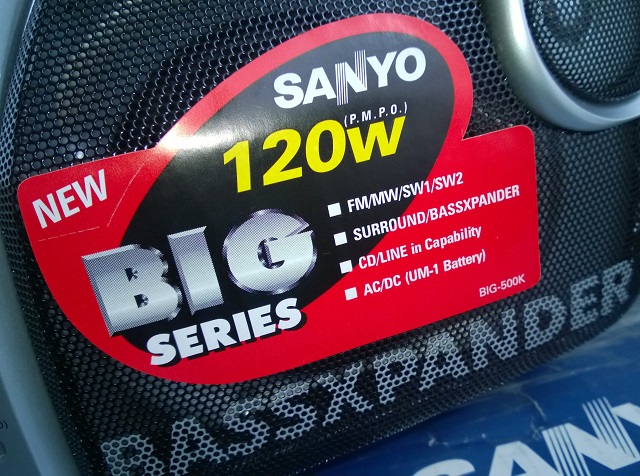 SANYO
(P.M.P.O.)
120W
NEW
BIG
SERIES
■ FM/MW/SW1/SW2
■ SURROUND/BASSXPANDER
■ CD/LINE in Capability
■ AC/DC (UM-1 Battery)
BIG-500K
BASSXPANDER
SANYO